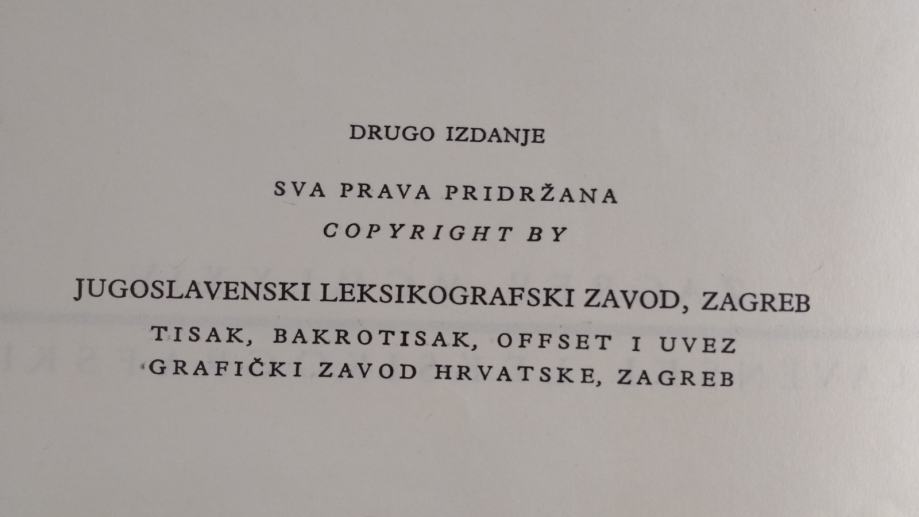 DRUGO IZDANJE
SVA PRAVA PRIDRŽANA
COPYRIGHT BY
JUGOSLAVENSKI LEKSIKOGRAFSKI ZAVOD, ZAGREB
TISAK, BAKROTISAK, OFFSET I UVEZ
GRAFIČKI ZAVOD HRVATSKE, ZAGREB